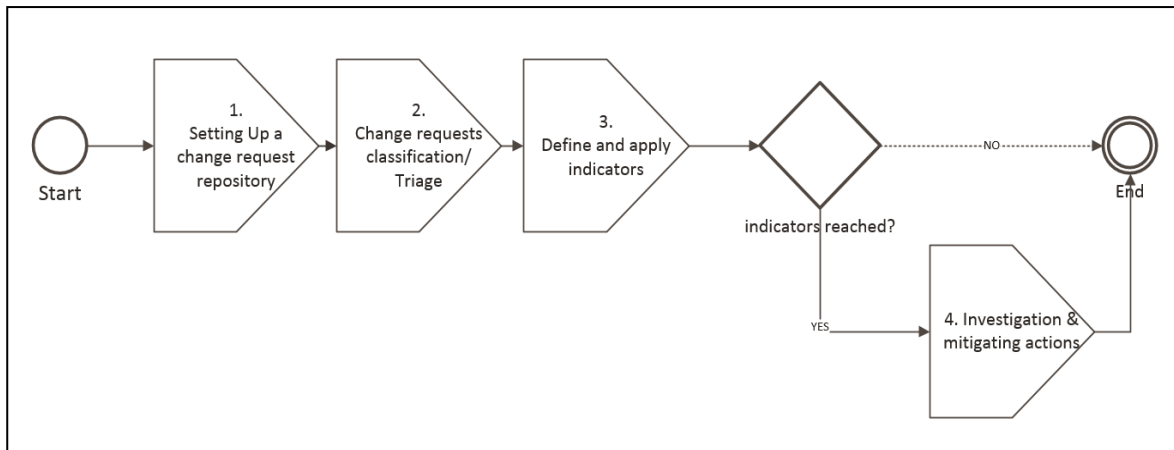 Start
1.
Setting Up a
change request
repository
2.
Change requests
classification/
Triage
3.
Define and apply
indicators
indicators reached?
NO
End
YES
4. Investigation &
mitigating actions